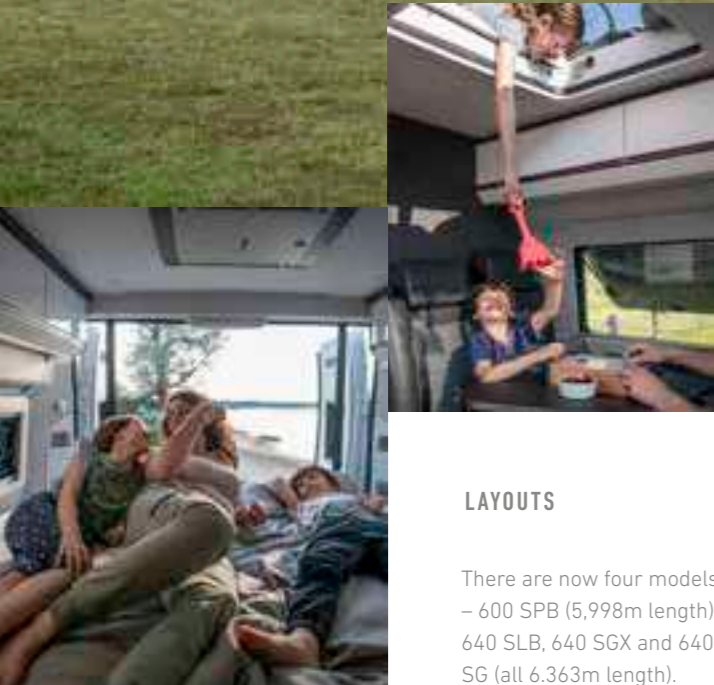 LAYOUTS
There are now four models
– 600 SPB (5,998m length)
640 SLB, 640 SGX and 640
SG (all 6.363m length).